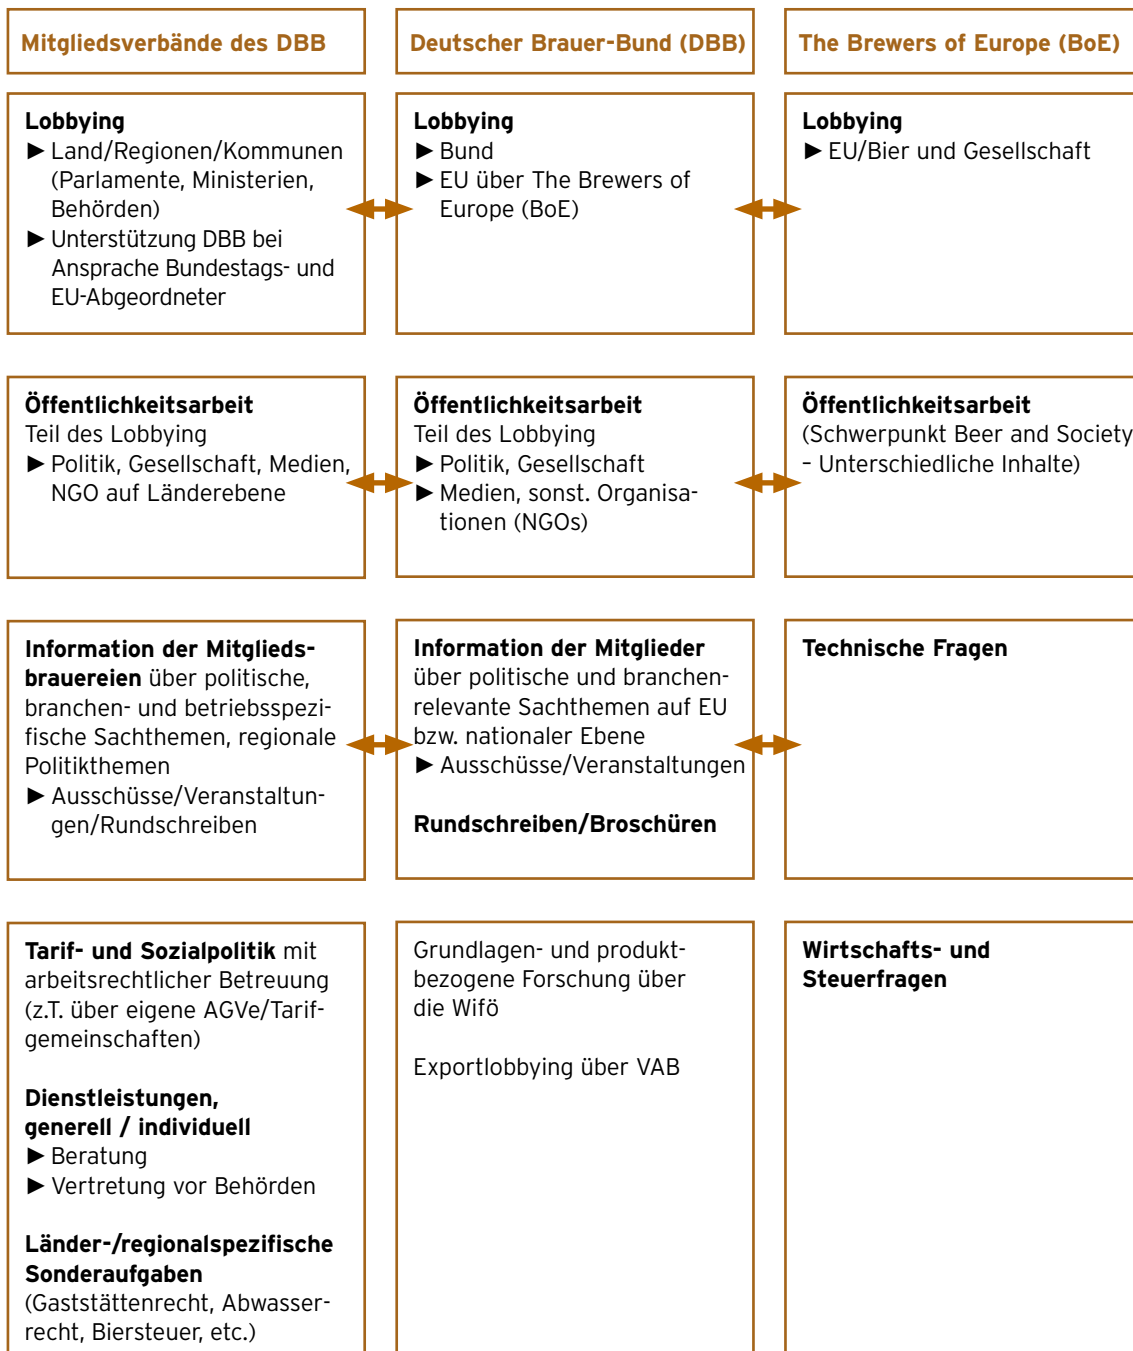 Mitgliedsverbände des DBB
Deutscher Brauer-Bund (DBB)
The Brewers of Europe (BoE)
Lobbying
► Land/Regionen/Kommunen
(Parlamente, Ministerien,
Behörden)
► Unterstützung DBB bei
Ansprache Bundestags- und
EU-Abgeordneter
Lobbying
► Bund
► EU über The Brewers of
Europe (BoE)
Lobbying
► EU/Bier und Gesellschaft
Öffentlichkeitsarbeit
Teil des Lobbying
► Politik, Gesellschaft, Medien,
NGO auf Länderebene
Öffentlichkeitsarbeit
Teil des Lobbying
► Politik, Gesellschaft
► Medien, sonst. Organisa-
tionen (NGOs)
Öffentlichkeitsarbeit
(Schwerpunkt Beer and Society
– Unterschiedliche Inhalte)
Information der Mitglieds-
brauereien über politische,
branchen- und betriebsspezi-
fische Sachthemen, regionale
Politikthemen
► Ausschüsse/Veranstaltun-
gen/Rundschreiben
Information der Mitglieder
über politische und branchen-
relevante Sachthemen auf EU
bzw. nationaler Ebene
► Ausschüsse/Veranstaltungen
Rundschreiben/Broschüren
Technische Fragen
Tarif- und Sozialpolitik mit
arbeitsrechtlicher Betreuung
(z.T. über eigene AGVe/Tarif-
gemeinschaften)
Dienstleistungen,
generell / individuell
► Beratung
► Vertretung vor Behörden
Länder-/regionalspezifische
Sonderaufgaben
(Gaststättenrecht, Abwasser-
recht, Biersteuer, etc.)
Grundlagen- und produkt-
bezogene Forschung über
die Wifö
Exportlobbying über VAB
Wirtschafts- und
Steuerfragen